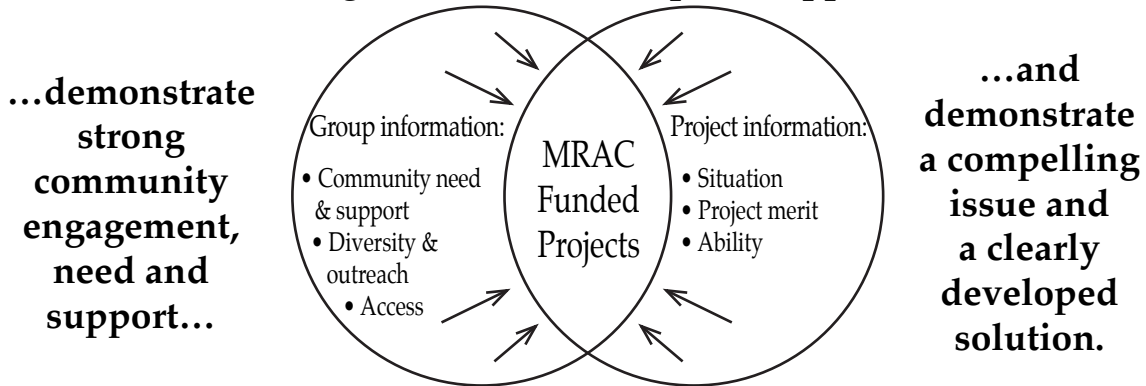 …demonstrate
strong
community
engagement,
need and
support…
Group information:
• Community need
& support
• Diversity &
outreach
• Access
MRAC
Funded
Projects
Project information:
• Situation
• Project merit
• Ability
…and
demonstrate
a compelling
issue and
a clearly
developed
solution.